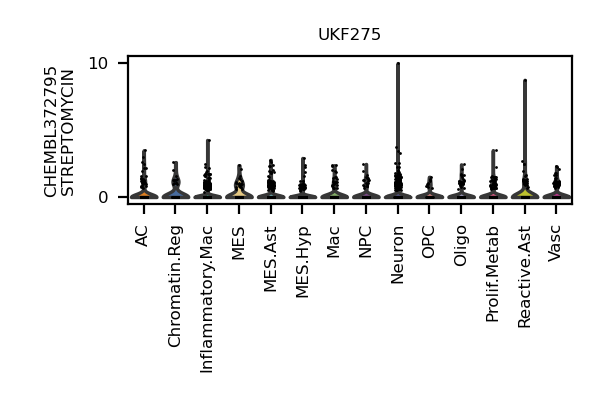 UKF275
CHEMBL372795
STREPTOMYCIN
10
0
AC
Chromatin.Reg
Inflammatory.Mac
MES
MES.Ast
MES.Hyp
Mac
NPC
Neuron
OPC
Oligo
Prolif.Metab
Reactive.Ast
Vasc